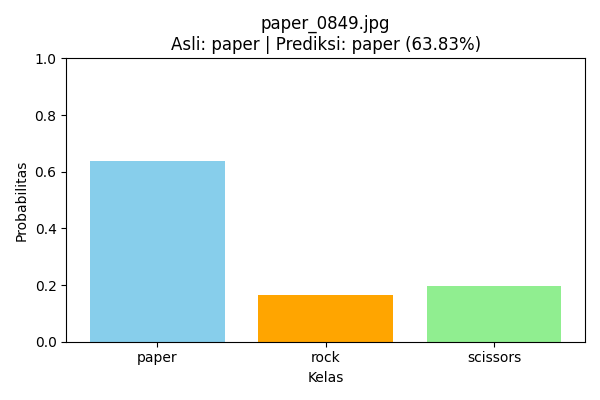 paper_0849.jpg
Asli: paper | Prediksi: paper (63.83%)
1.0
0.8
0.6
0.4
0.2
0.0
Probabilitas
paper rock scissors
Kelas